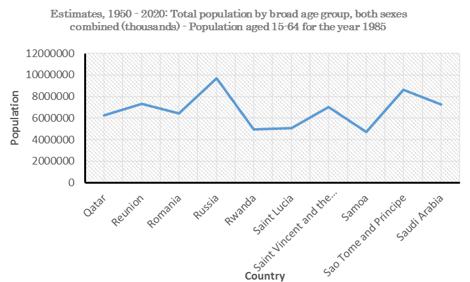 Estimates, 1950 - 2020: Total population by broad age group, both sexes
combined (thousands) - Population aged 15-64 for the year 1985
12000000
10000000
8000000
6000000
4000000
2000000
0
Population
Qatar
Reunion
Romania
Russia
Rwanda
Saint Lucia
Saint Vincent and the...
Samoa
Sao Tome and Principe
Saudi Arabia
Country